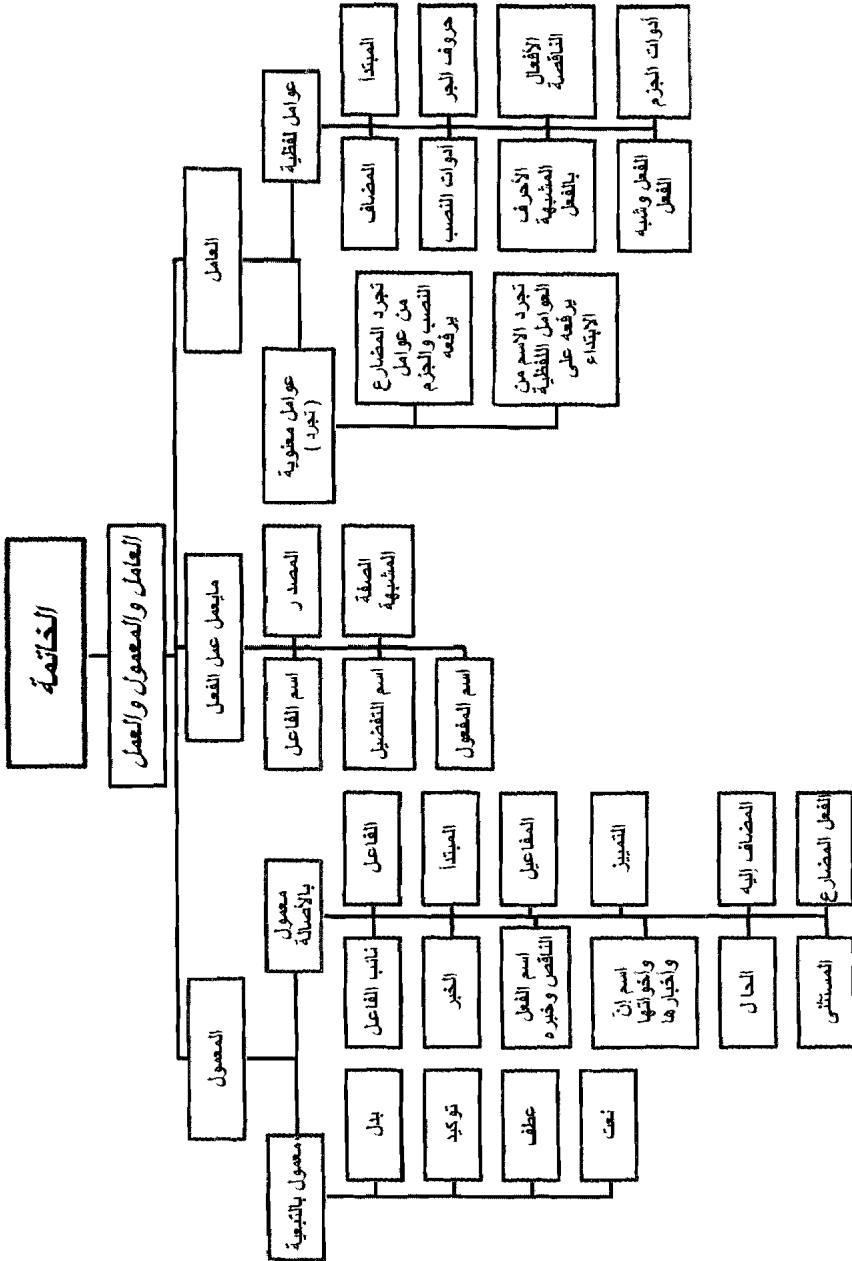 الخاتمة
العامل والمعمول والعمل
العامل
عوامل لفظية
المبتدأ
المضاف
حروف الجر
أدوات النصب
الأفعال
الناقصة
الأحرف
المشبهة
بالفعل
أدوات الجزم
الفعل وشبه
الفعل
عوامل معنوية
( تجرد )
تجرد المضارع
من عوامل
النصب والجزم
يرفعه
تجرد الاسم من
العوامل اللفظية
يرفعه على
الابتداء
مايعمل عمل الفعل
المصدر
اسم الفاعل
الصفة
المشبهة
اسم التفضيل
اسم المفعول
المعمول
معمول
بالأصالة
الفاعل
نائب الفاعل
المبتدأ
الخبر
المفاعيل
اسم الفعل
الناقص وخبره
التمييز
اسم إنّ
وأخواتها
وأخبارها
المضاف إليه
الحال
الفعل المضارع
المستثنى
معمول بالتبعية
بدل
توكيد
عطف
نعت